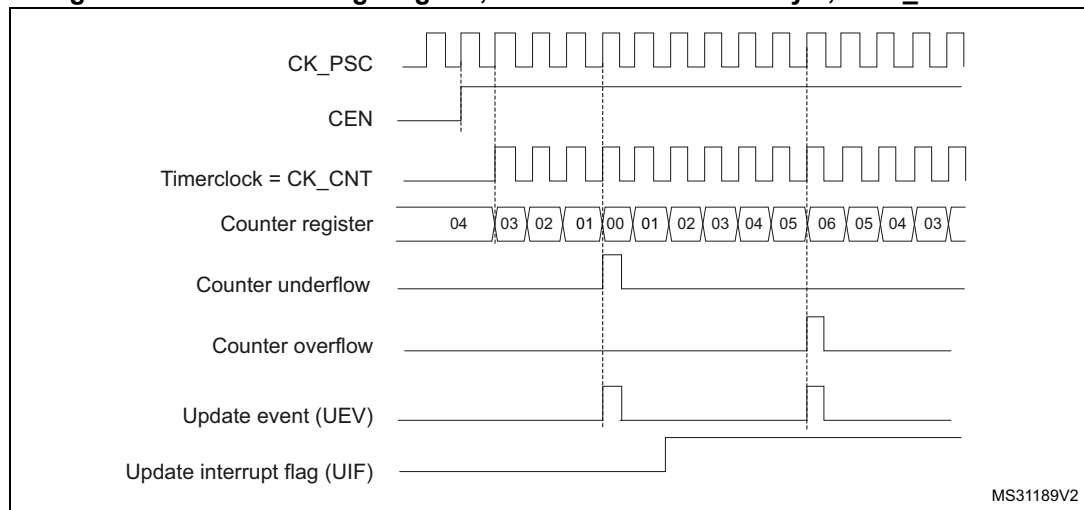 CK_PSC
CEN
Timerclock = CK_CNT
Counter register 04 03 02 01 00 01 02 03 04 05 06 05 04 03
Counter underflow
Counter overflow
Update event (UEV)
Update interrupt flag (UIF)
MS31189V2